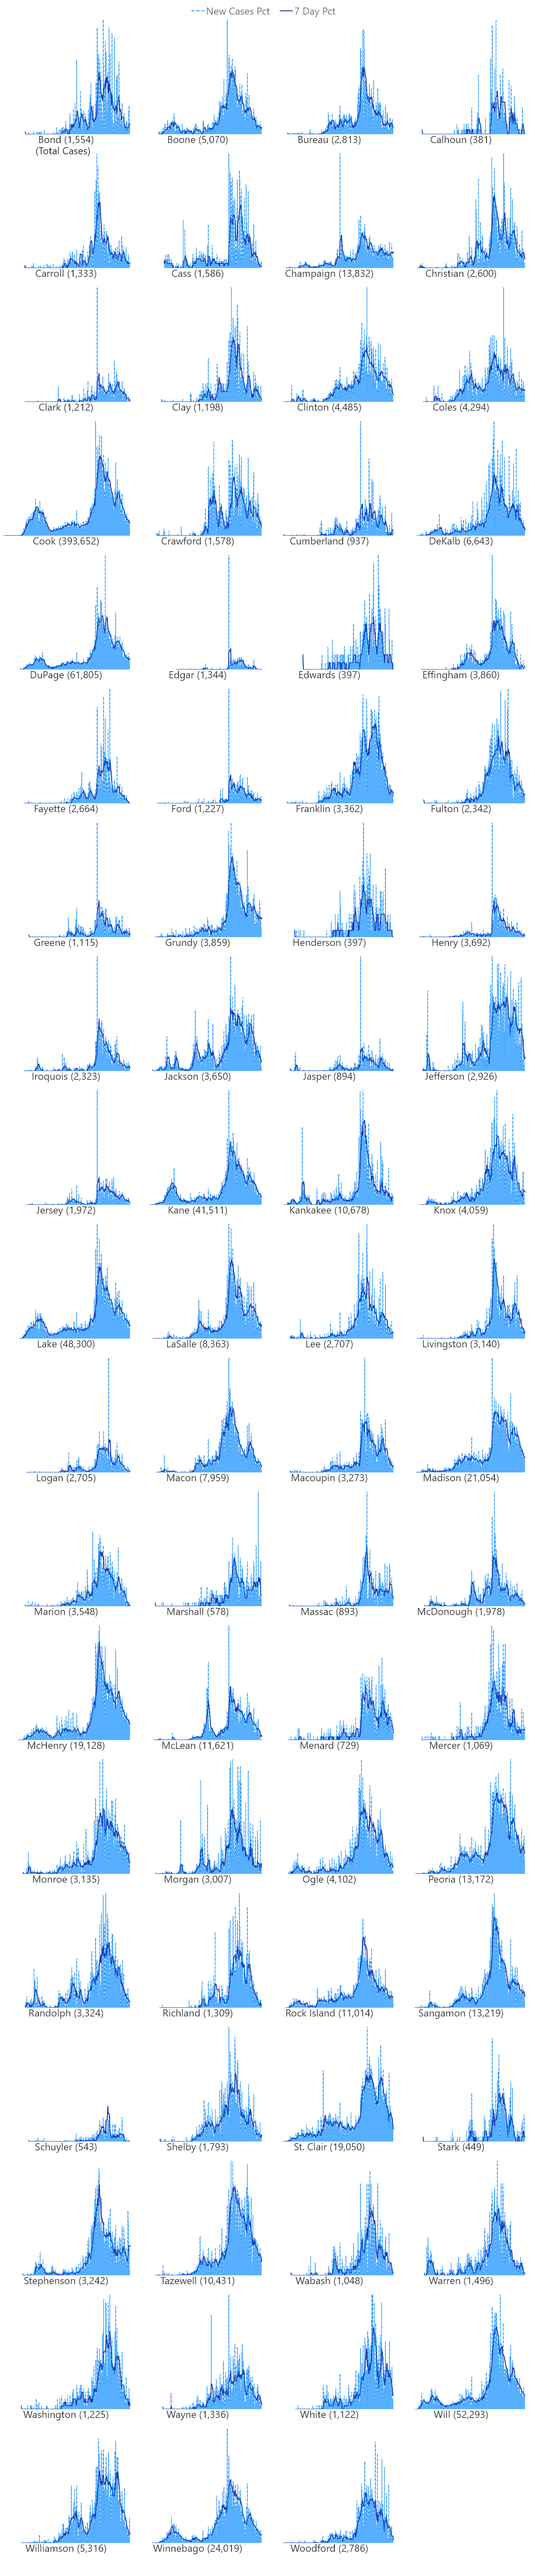 New Cases Pct 7 Day Pct
Bond (1,554) Boone (5,070) Bureau (2,813) Calhoun (381)
(Total Cases)
Carroll (1,333) Cass (1,586) Champaign (13,832) Christian (2,600)
Clark (1,212) Clay (1,198) Clinton (4,485) Coles (4,294)
Cook (393,652) Crawford (1,578) Cumberland (937) DeKalb (6,643)
DuPage (61,805) Edgar (1,344) Edwards (397) Effingham (3,860)
Fayette (2,664) Ford (1,227) Franklin (3,362) Fulton (2,342)
Greene (1,115) Grundy (3,859) Henderson (397) Henry (3,692)
Iroquois (2,323) Jackson (3,650) Jasper (894) Jefferson (2,926)
Jersey (1,972) Kane (41,511) Kankakee (10,678) Knox (4,059)
Lake (48,300) LaSalle (8,363) Lee (2,707) Livingston (3,140)
Logan (2,705) Macon (7,959) Macoupin (3,273) Madison (21,054)
Marion (3,548) Marshall (578) Massac (893) McDonough (1,978)
McHenry (19,128) McLean (11,621) Menard (729) Mercer (1,069)
Monroe (3,135) Morgan (3,007) Ogle (4,102) Peoria (13,172)
Randolph (3,324) Richland (1,309) Rock Island (11,014) Sangamon (13,219)
Schuyler (543) Shelby (1,793) St. Clair (19,050) Stark (449)
Stephenson (3,242) Tazewell (10,431) Wabash (1,048) Warren (1,496)
Washington (1,225) Wayne (1,336) White (1,122) Will (52,293)
Williamson (5,316) Winnebago (24,019) Woodford (2,786)